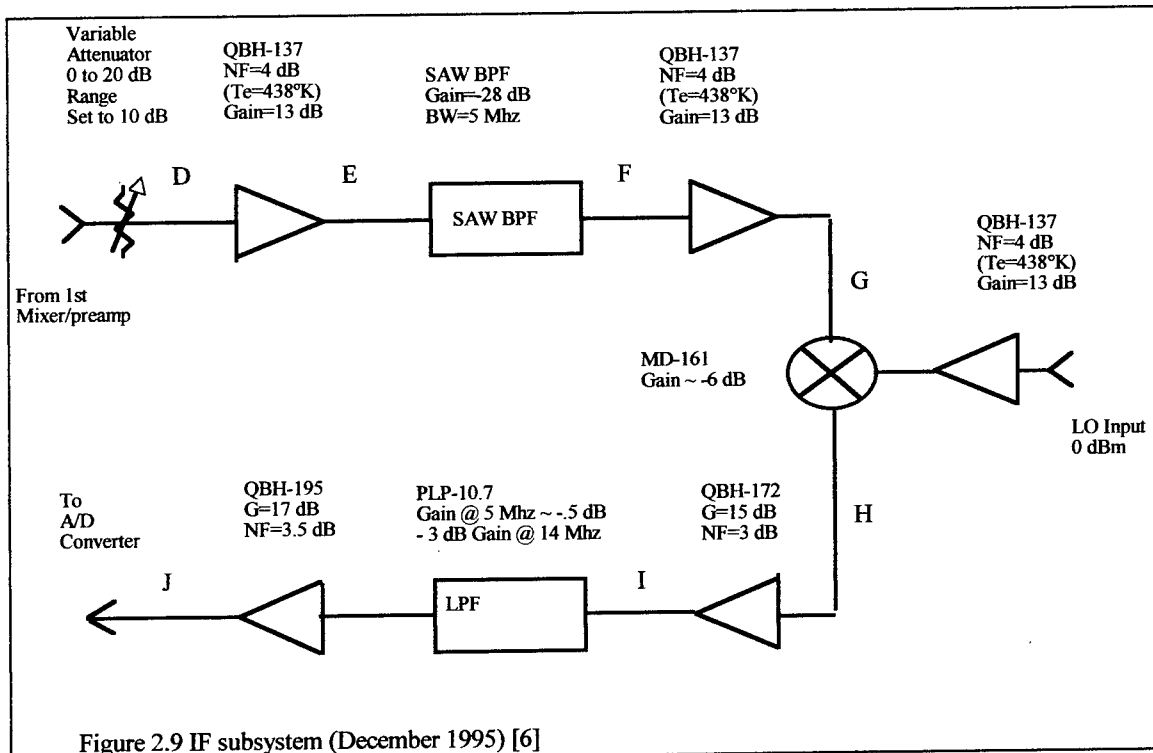 Variable
Attenuator
0 to 20 dB
Range
Set to 10 dB
QBH-137
NF=4 dB
(Te=438°K)
Gain=13 dB
SAW BPF
Gain=-28 dB
BW=5 Mhz
QBH-137
NF=4 dB
(Te=438°K)
Gain=13 dB
D
E
F
SAW BPF
From 1st
Mixer/preamp
G
QBH-137
NF=4 dB
(Te=438°K)
Gain=13 dB
MD-161
Gain ~ -6 dB
LO Input
0 dBm
To
A/D
Converter
QBH-195
G=17 dB
NF=3.5 dB
PLP-10.7
Gain @ 5 Mhz ~ -.5 dB
- 3 dB Gain @ 14 Mhz
QBH-172
G=15 dB
NF=3 dB
H
J
LPF
I
Figure 2.9 IF subsystem (December 1995) [6]